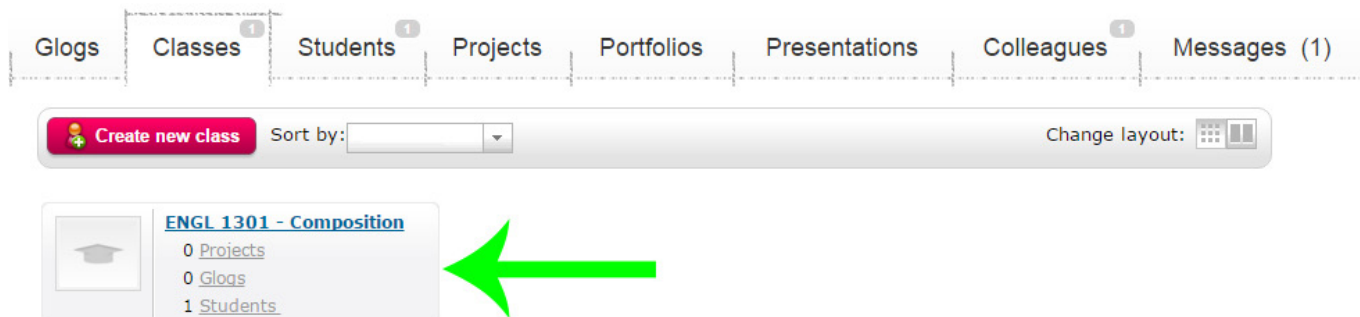 1 1 1
Glogs Classes Students Projects Portfolios Presentations Colleagues Messages (1)
Create new class Sort by: Change layout:
ENGL 1301 - Composition
0 Projects
0 Glogs
1 Students